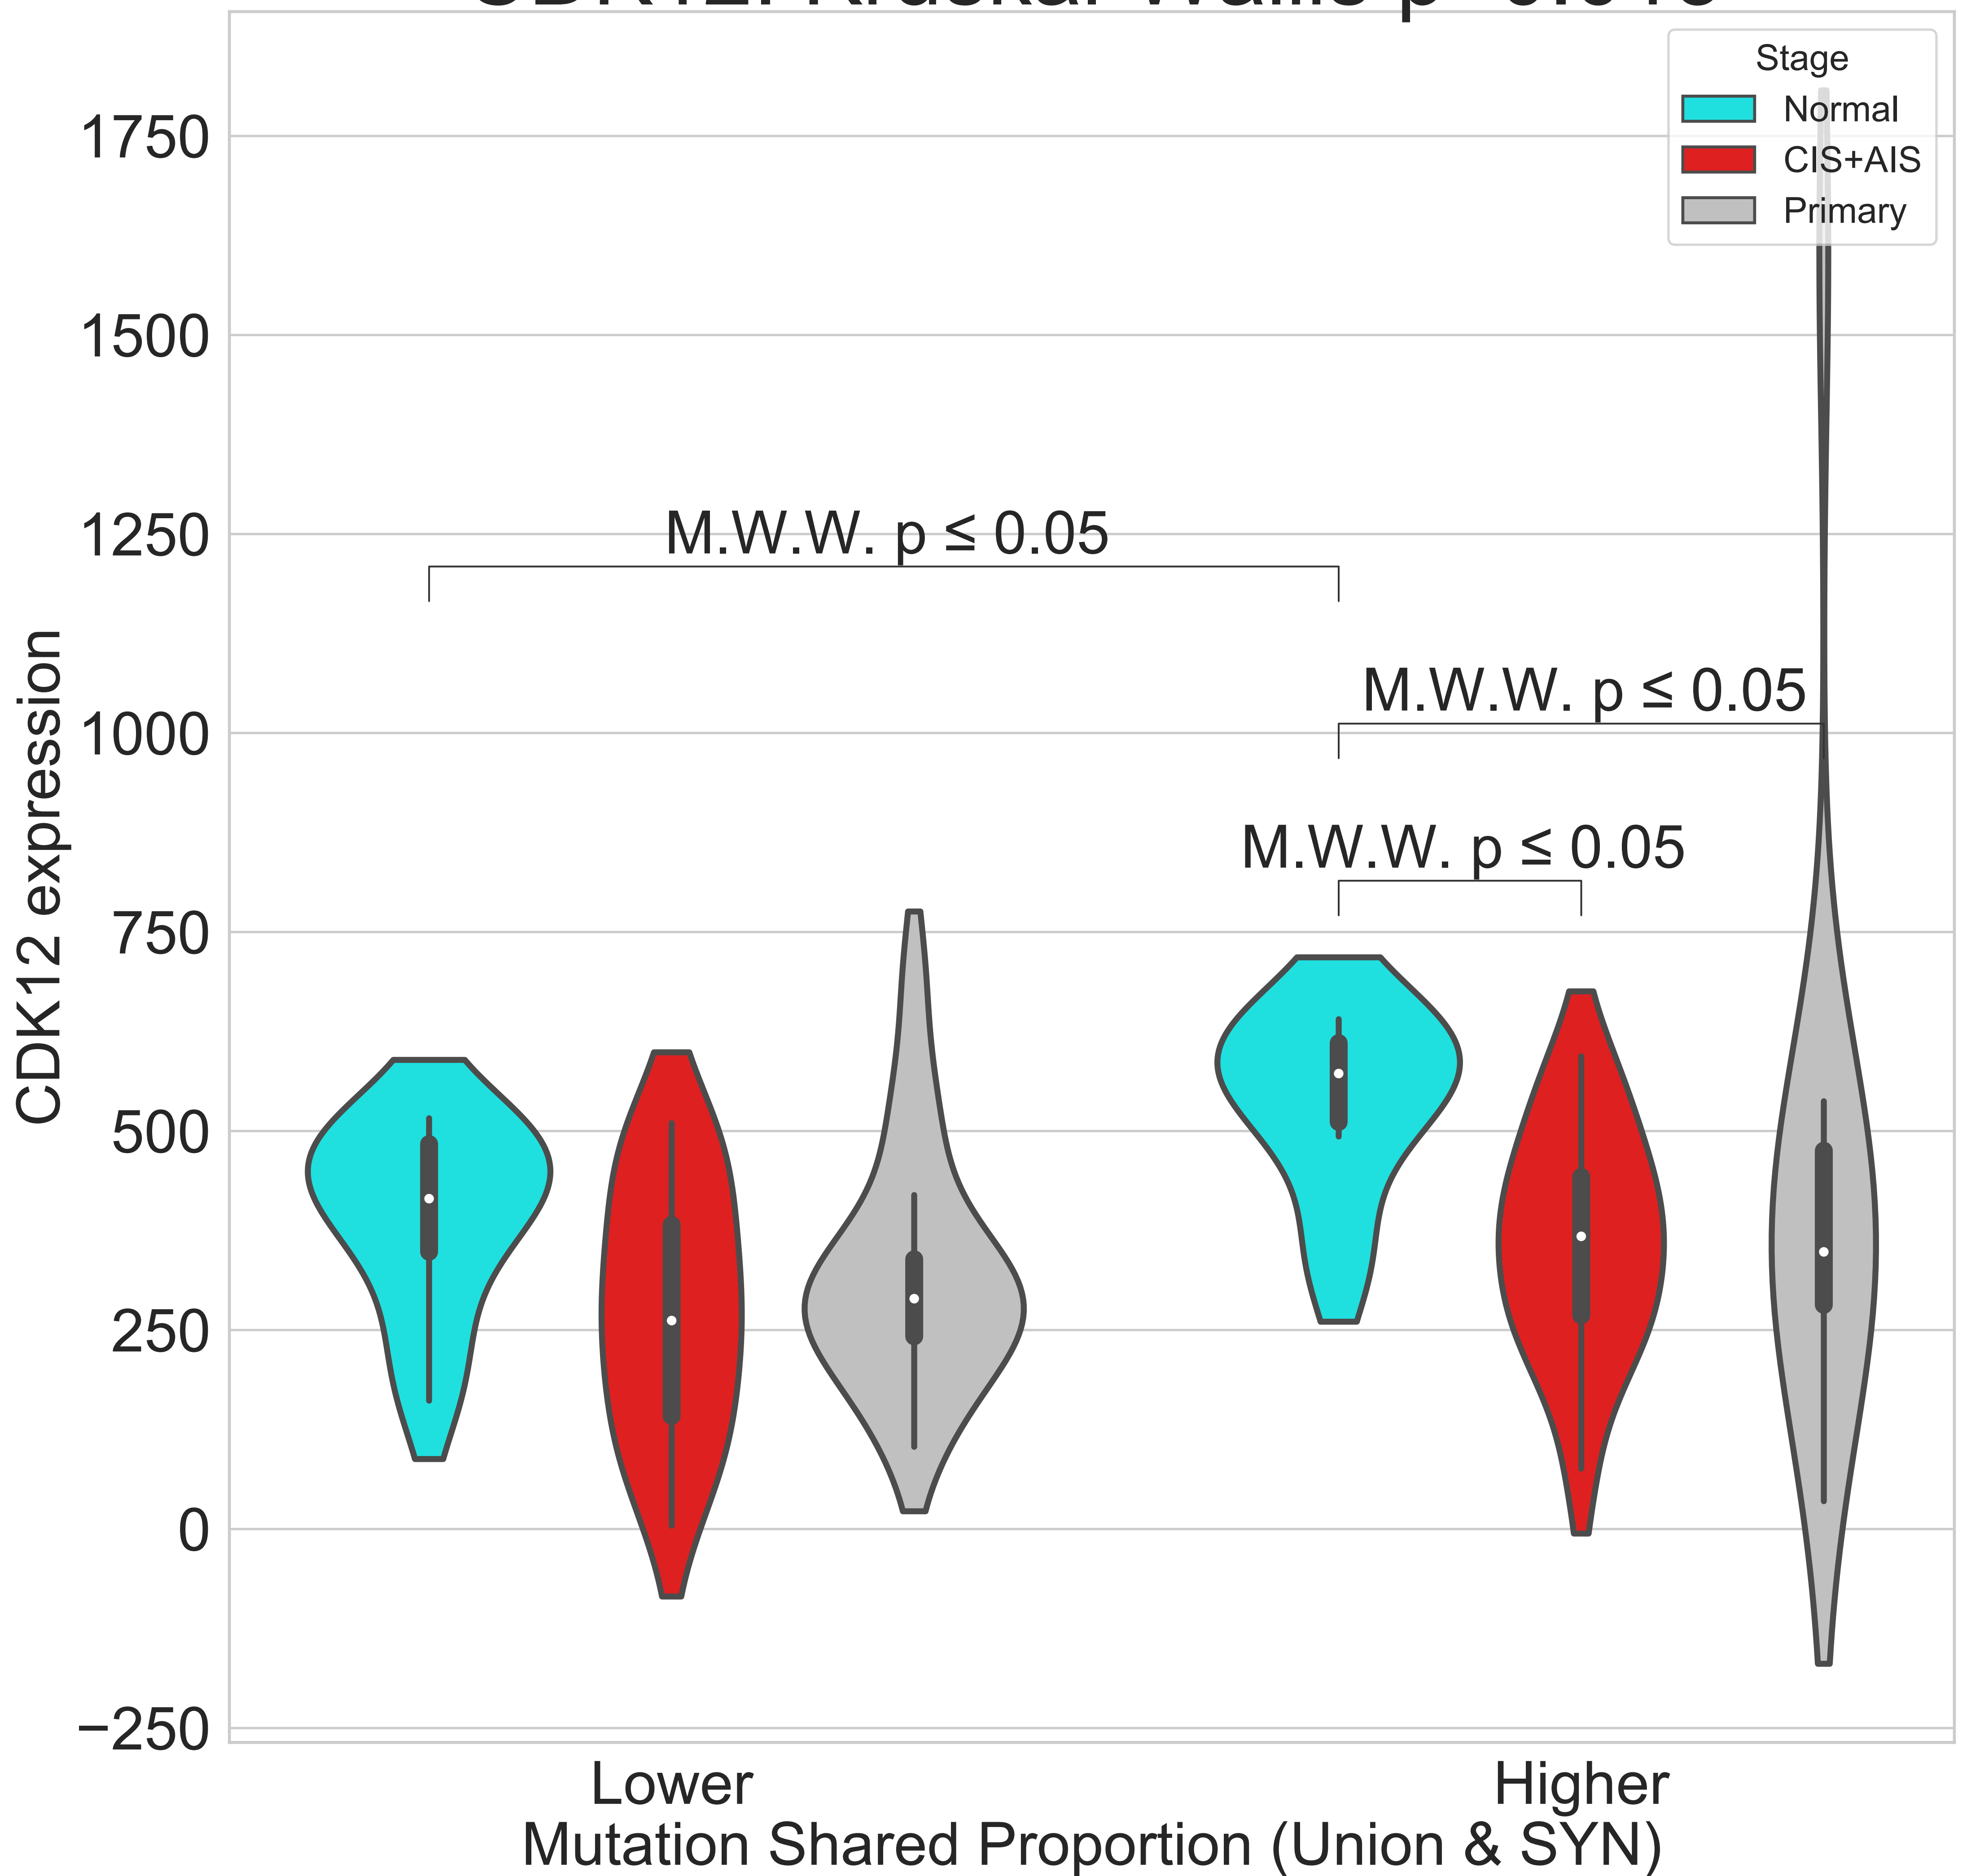 Stage
Normal
CIS+AIS
Primary
1750
1500
1250
1000
750
500
250
0
−250
CDK12 expression
M.W.W. p ≤ 0.05
M.W.W. p ≤ 0.05
M.W.W. p ≤ 0.05
Lower
Higher
Mutation Shared Proportion (Union & SYN)